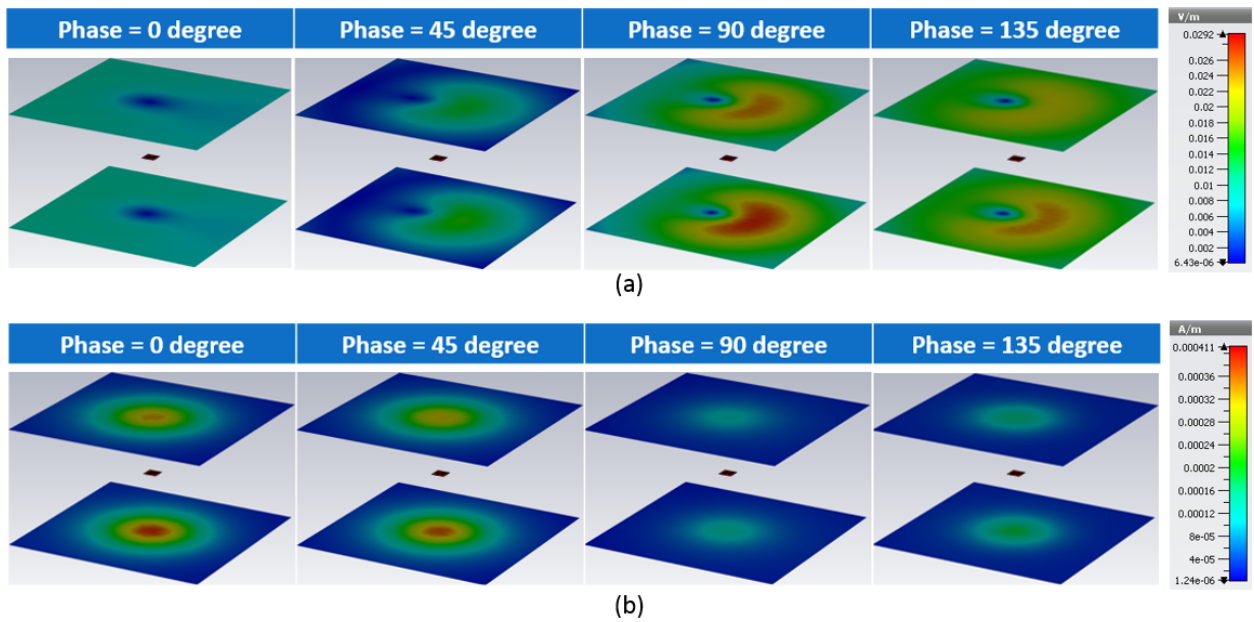 Phase = 0 degree Phase = 45 degree Phase = 90 degree Phase = 135 degree
V/m
0.0292
0.026
0.024
0.022
0.02
0.018
0.016
0.014
0.012
0.01
0.008
0.006
0.004
0.002
6.43e-06
(a)
Phase = 0 degree Phase = 45 degree Phase = 90 degree Phase = 135 degree
A/m
0.000411
0.00036
0.00032
0.00028
0.00024
0.0002
0.00016
0.00012
8e-05
4e-05
1.24e-06
(b)